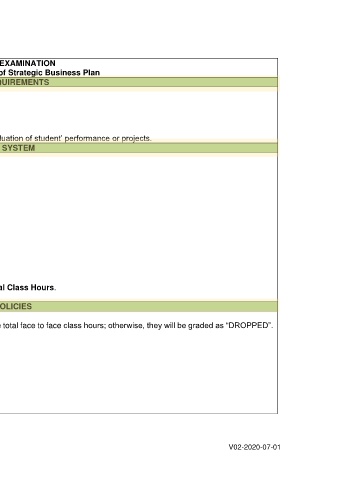 EXAMINATION
of Strategic Business Plan
QUIREMENTS
luation of student' performance or projects.
SYSTEM
al Class Hours.
OLICIES
e total face to face class hours; otherwise, they will be graded as “DROPPED”.
V02-2020-07-01